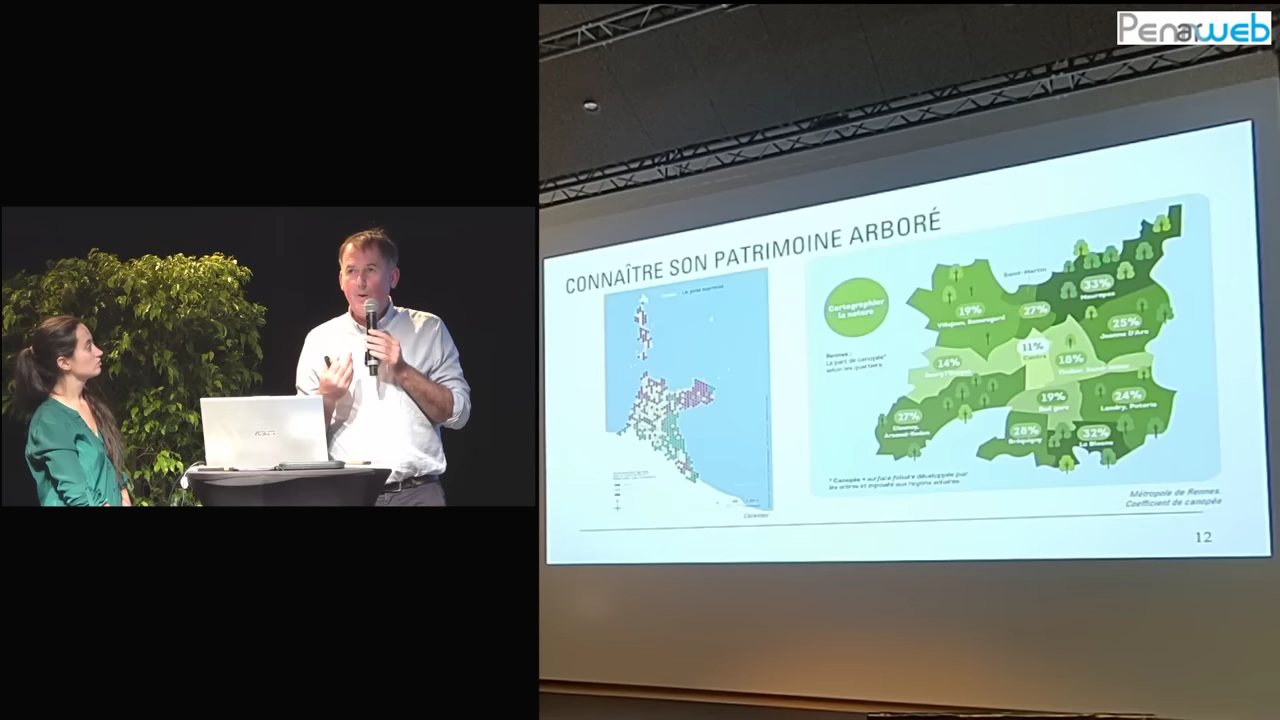 Penarweb
CONNAÎTRE SON PATRIMOINE ARBORÉ
Cartographier
la nature
Rennes :
La part de canopée*
selon les quartiers.
Saint-Martin
33%
Maurepas
19%
Villejean, Beauregard
27%
25%
Jeanne D'Arc
11%
Centre
18%
14%
19%
Sud gare
24%
Landry, Poterie
27%
Cleunay,
Arsenal-Redon
28%
Bréquigny
32%
Le Blosne
* Canopée = surface foliaire développée par
les arbres et exposée aux rayons solaires.
Métropole de Rennes.
Coefficient de canopée
12